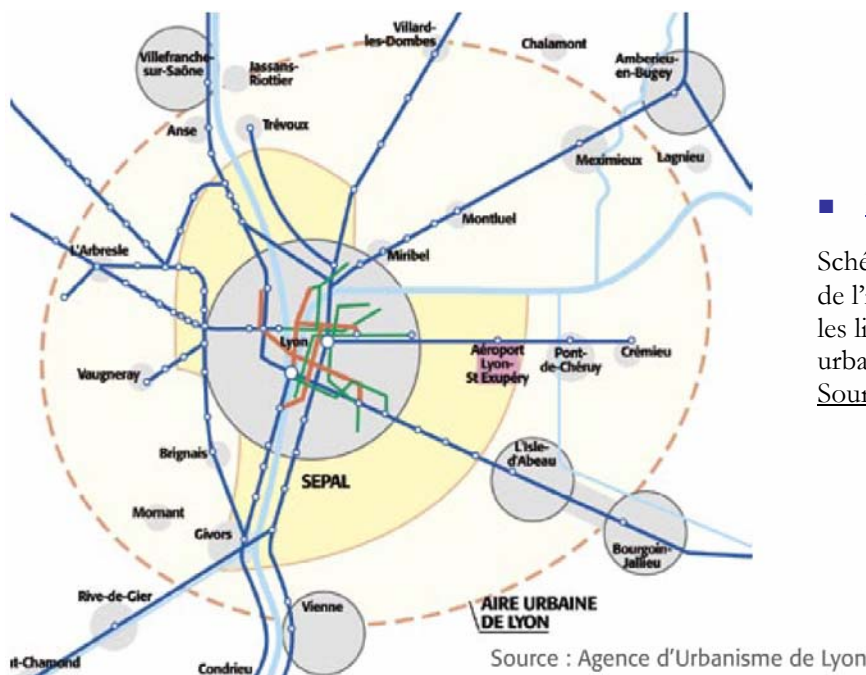 Villard-
les-Dombes
Chalamont
Villefranche-
sur-Saône
Jassans-
Riottier
Amberieu-
en-Bugey
Anse
Trévoux
Meximieux
Lagnieu
Montluel
L'Arbresle
Miribel
Lyon
Aéroport
Lyon-
St Exupéry
Pont-
de-Chéruy
Crémieu
Vaugneray
Brignais
SEPAL
L'Isle-
d'Abeau
Mornant
Givors
Bourgoin-
Jallieu
Rive-de-Gier
Vienne
AIRE URBAINE
DE LYON
Condrieu
Source : Agence d'Urbanisme de Lyon
de l'
les